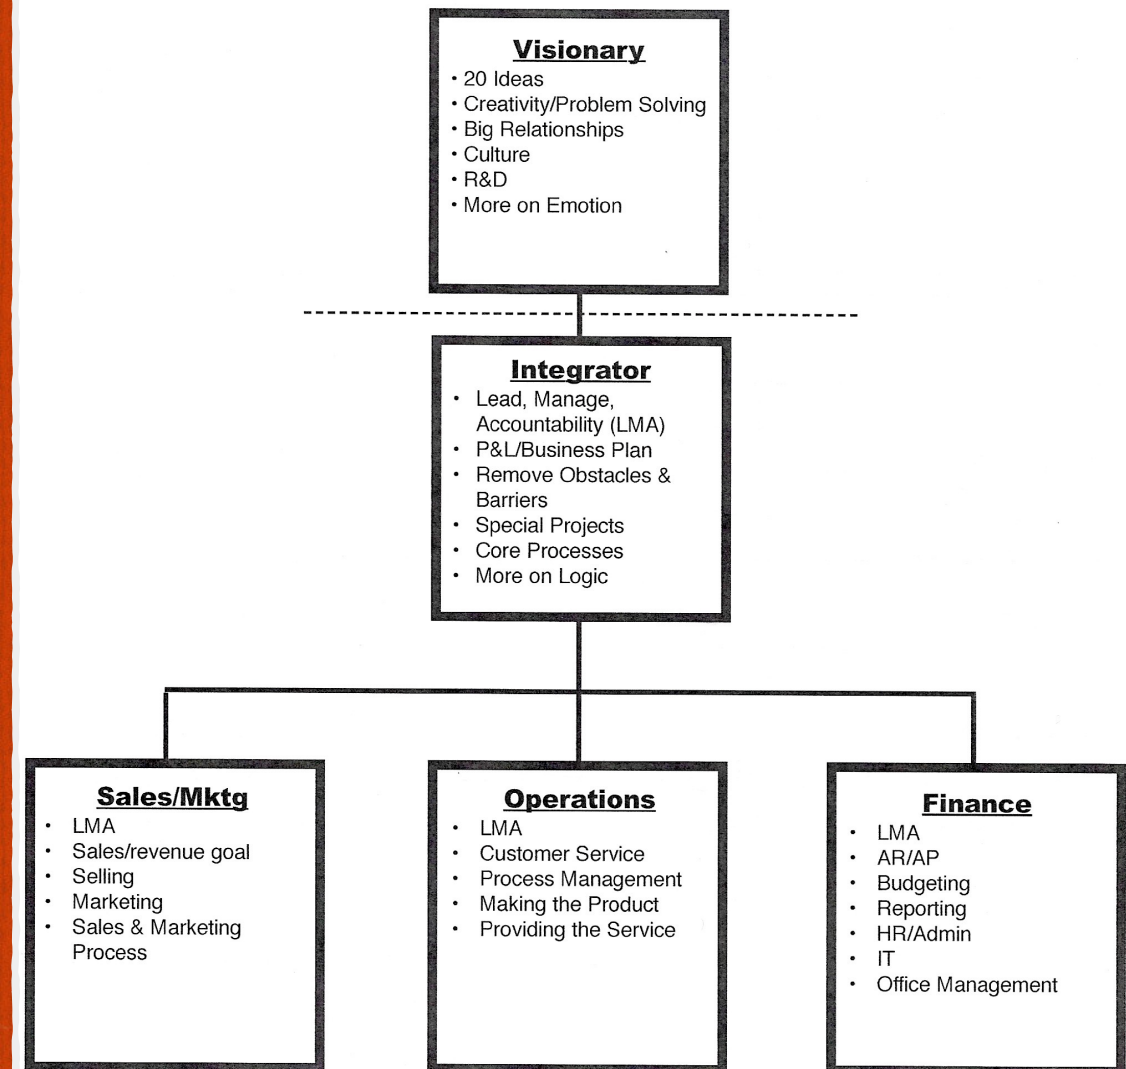 Visionary
• 20 Ideas
• Creativity/Problem Solving
• Big Relationships
• Culture
• R&D
• More on Emotion
Integrator
• Lead, Manage,
Accountability (LMA)
• P&L/Business Plan
• Remove Obstacles &
Barriers
• Special Projects
• Core Processes
• More on Logic
Sales/Mktg
• LMA
• Sales/revenue goal
• Selling
• Marketing
• Sales & Marketing
Process
Operations
• LMA
• Customer Service
• Process Management
• Making the Product
• Providing the Service
Finance
• LMA
• AR/AP
• Budgeting
• Reporting
• HR/Admin
• IT
• Office Management